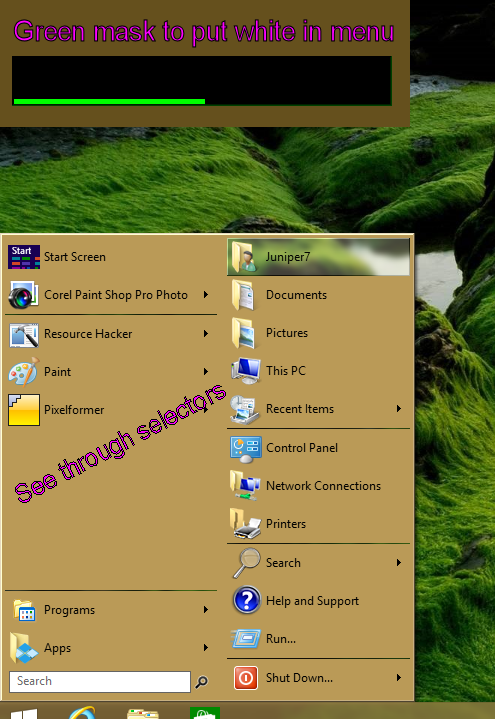 Green mask to put white in menu
Start
Start Screen
Corel Paint Shop Pro Photo
Resource Hacker
Paint
Pixelformer
See through selectors
Programs
Apps
Search
Juniper7
Documents
Pictures
This PC
Recent Items
Control Panel
Network Connections
Printers
Search
Help and Support
Run...
Shut Down...